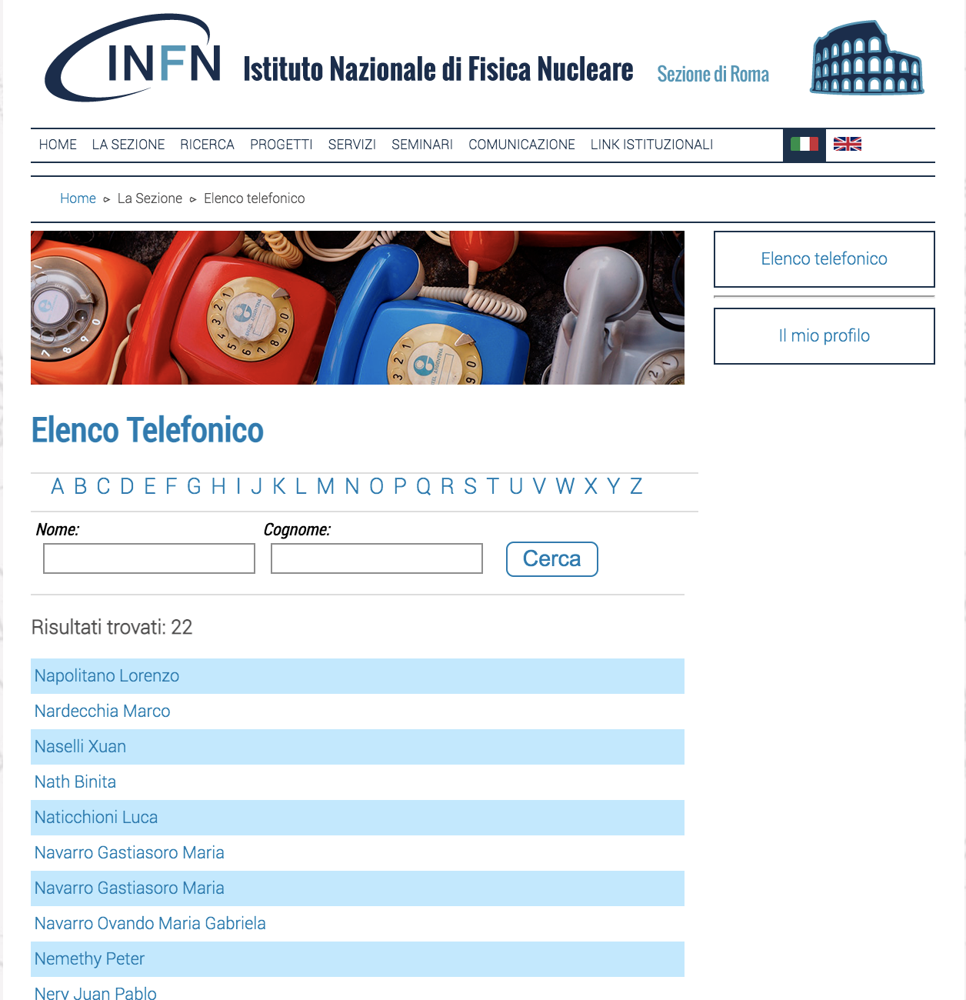 INFN Istituto Nazionale di Fisica Nucleare Sezione di Roma
HOME LA SEZIONE RICERCA PROGETTI SERVIZI SEMINARI COMUNICAZIONE LINK ISTITUZIONALI
Home ▹ La Sezione ▹ Elenco telefonico
Elenco telefonico
Il mio profilo
Elenco Telefonico
A B C D E F G H I J K L M N O P Q R S T U V W X Y Z
Nome: Cognome:
Cerca
Risultati trovati: 22
Napolitano Lorenzo
Nardecchia Marco
Naselli Xuan
Nath Binita
Naticchioni Luca
Navarro Gastiasoro Maria
Navarro Gastiasoro Maria
Navarro Ovando Maria Gabriela
Nemethy Peter
Nery Juan Pablo